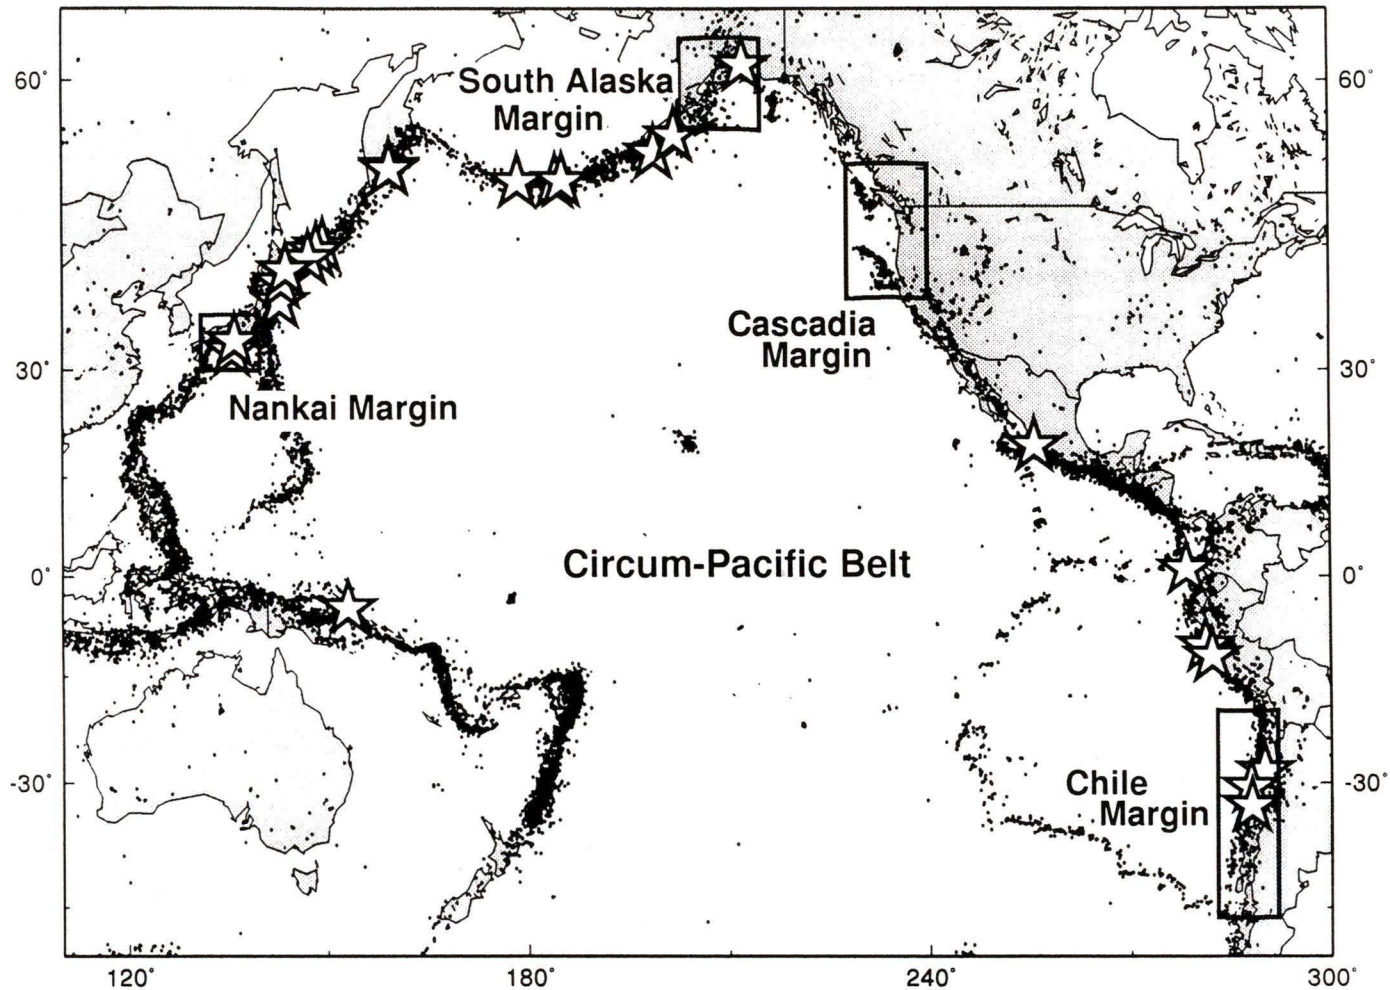 60°
60°
South Alaska
Margin
Cascadia
Margin
30°
30°
Nankai Margin
Circum-Pacific Belt
0°
0°
Chile
Margin
-30°
-30°
120°
180°
240°
300°